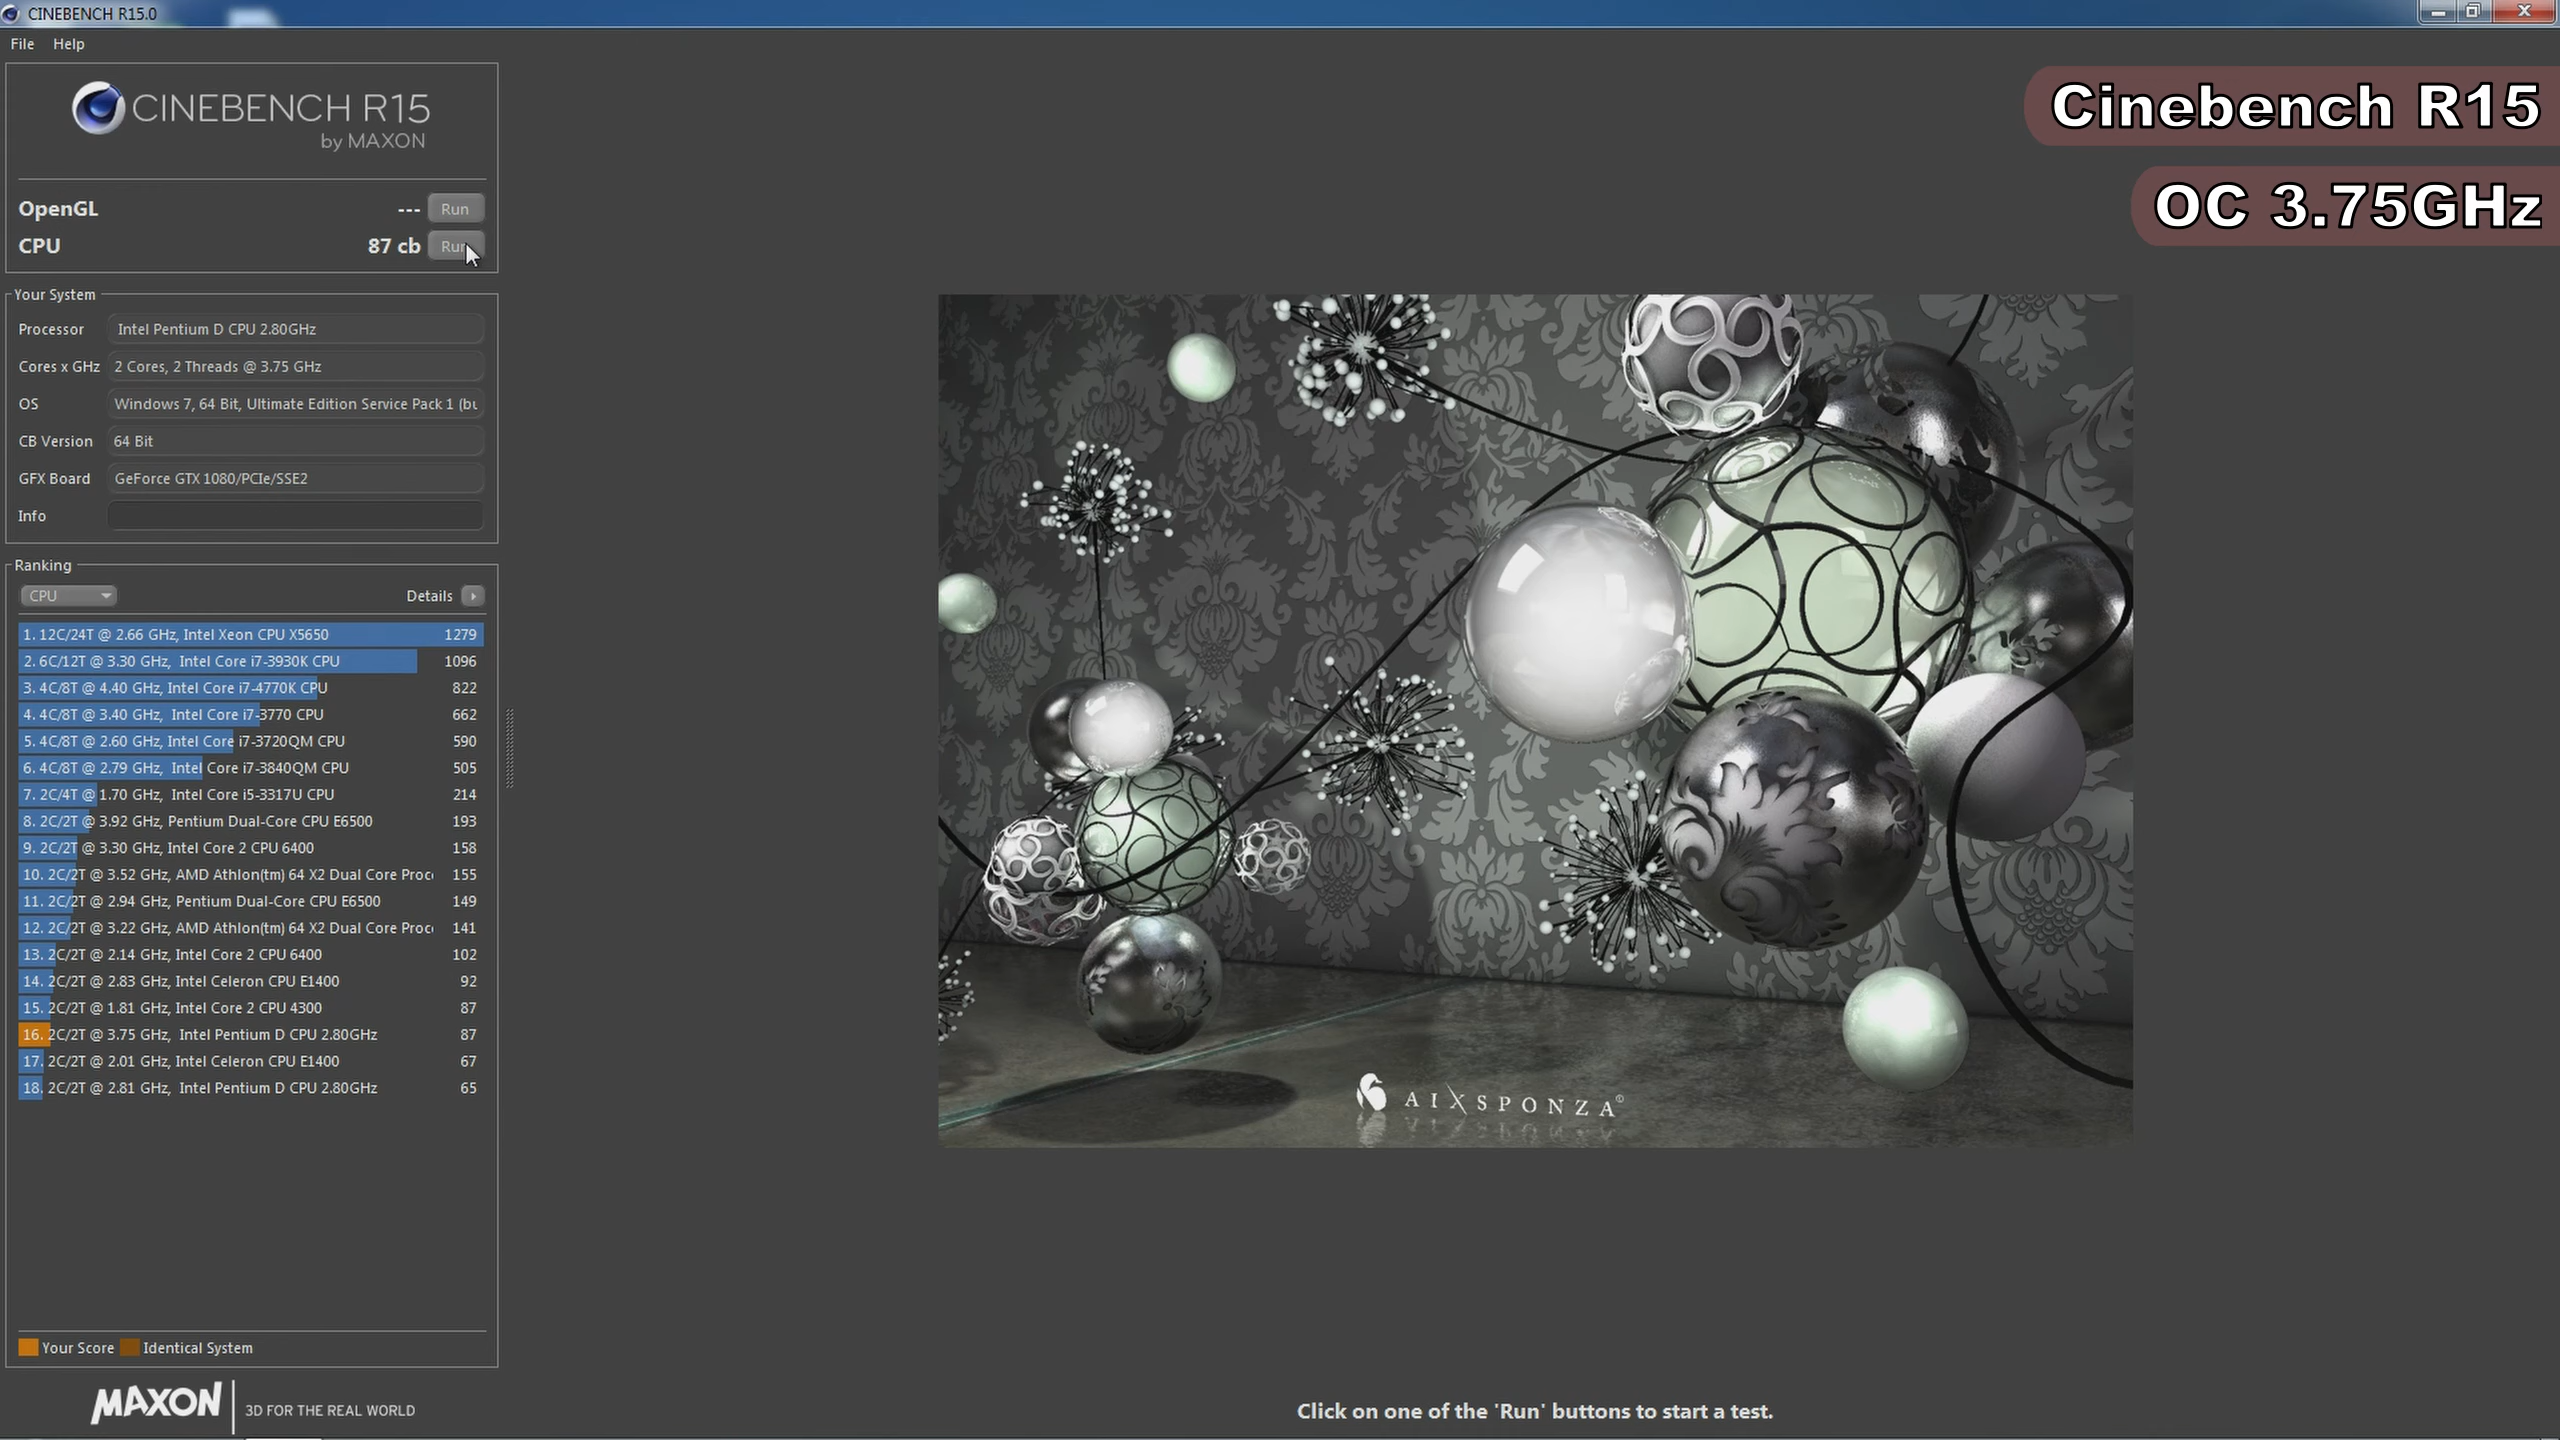 CINEBENCH R15.0
File Help
CINEBENCH R15
by MAXON
OpenGL --- Run
CPU 87 cb Run
Your System
Processor Intel Pentium D CPU 2.80GHz
Cores x GHz 2 Cores, 2 Threads @ 3.75 GHz
OS Windows 7, 64 Bit, Ultimate Edition Service Pack 1 (bu
CB Version 64 Bit
GFX Board GeForce GTX 1080/PCIe/SSE2
Info
Ranking
CPU Details
1. 12C/24T @ 2.66 GHz, Intel Xeon CPU X5650 1279
2. 6C/12T @ 3.30 GHz, Intel Core i7-3930K CPU 1096
3. 4C/8T @ 4.40 GHz, Intel Core i7-4770K CPU 822
4. 4C/8T @ 3.40 GHz, Intel Core i7-3770 CPU 662
5. 4C/8T @ 2.60 GHz, Intel Core i7-3720QM CPU 590
6. 4C/8T @ 2.79 GHz, Intel Core i7-3840QM CPU 505
7. 2C/4T @ 1.70 GHz, Intel Core i5-3317U CPU 214
8. 2C/2T @ 3.92 GHz, Pentium Dual-Core CPU E6500 193
9. 2C/2T @ 3.30 GHz, Intel Core 2 CPU 6400 158
10. 2C/2T @ 3.52 GHz, AMD Athlon(tm) 64 X2 Dual Core Proc 155
11. 2C/2T @ 2.94 GHz, Pentium Dual-Core CPU E6500 149
12. 2C/2T @ 3.22 GHz, AMD Athlon(tm) 64 X2 Dual Core Proc 141
13. 2C/2T @ 2.14 GHz, Intel Core 2 CPU 6400 102
14. 2C/2T @ 2.83 GHz, Intel Celeron CPU E1400 92
15. 2C/2T @ 1.81 GHz, Intel Core 2 CPU 4300 87
16. 2C/2T @ 3.75 GHz, Intel Pentium D CPU 2.80GHz 87
17. 2C/2T @ 2.01 GHz, Intel Celeron CPU E1400 67
18. 2C/2T @ 2.81 GHz, Intel Pentium D CPU 2.80GHz 65
Your Score Identical System
MAXON 3D FOR THE REAL WORLD
Cinebench R15
OC 3.75GHz
AIXSPONZA©
Click on one of the 'Run' buttons to start a test.